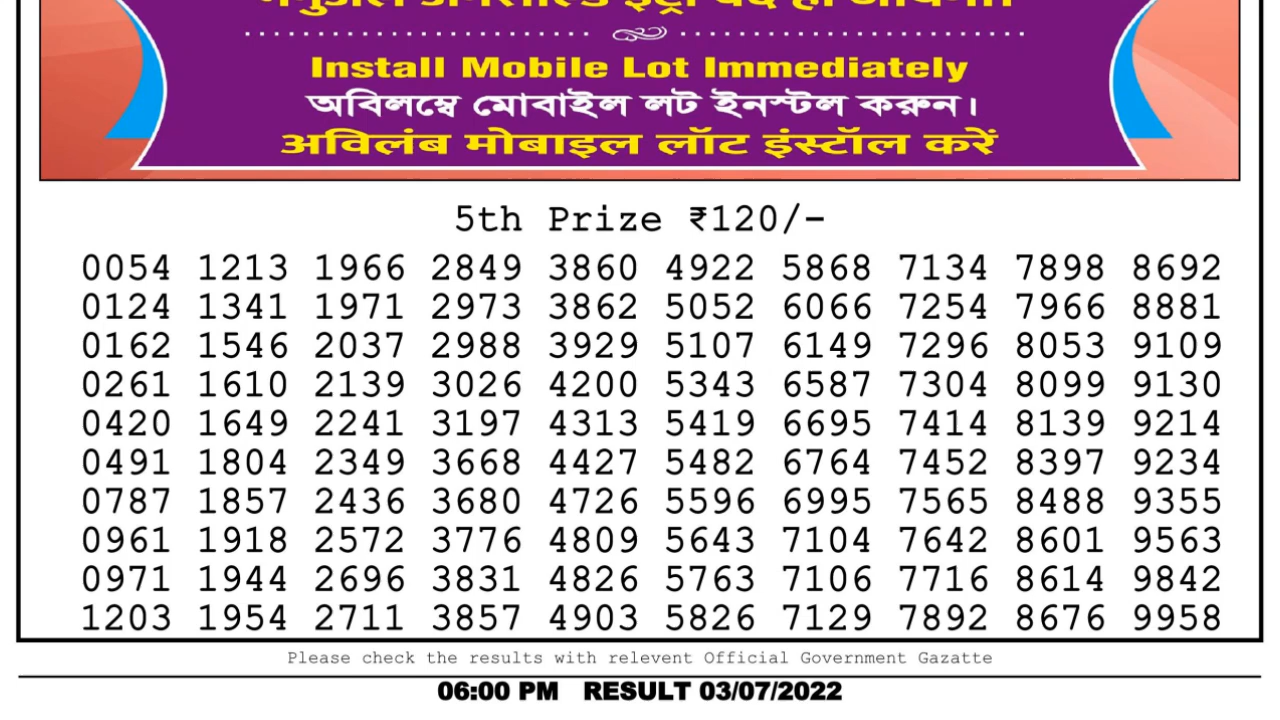 Install Mobile Lot Immediately
অবিলম্বে মোবাইল লট ইনস্টল করুন।
अविलंब मोबाइल लॉट इंस्टॉल करें
5th Prize ₹120/-
0054 1213 1966 2849 3860 4922 5868 7134 7898 8692
0124 1341 1971 2973 3862 5052 6066 7254 7966 8881
0162 1546 2037 2988 3929 5107 6149 7296 8053 9109
0261 1610 2139 3026 4200 5343 6587 7304 8099 9130
0420 1649 2241 3197 4313 5419 6695 7414 8139 9214
0491 1804 2349 3668 4427 5482 6764 7452 8397 9234
0787 1857 2436 3680 4726 5596 6995 7565 8488 9355
0961 1918 2572 3776 4809 5643 7104 7642 8601 9563
0971 1944 2696 3831 4826 5763 7106 7716 8614 9842
1203 1954 2711 3857 4903 5826 7129 7892 8676 9958
Please check the results with relevent Official Government Gazatte
06:00 PM RESULT 03/07/2022